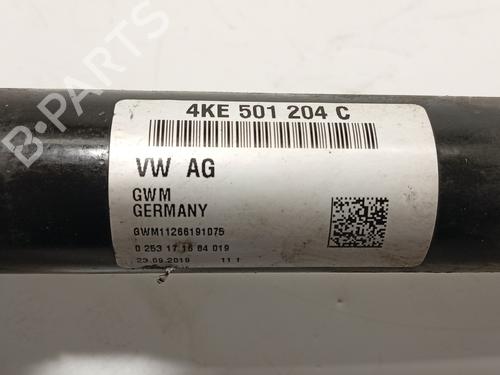 B-PARTS
4KE 501 204 C
VW AG
GWM
GERMANY
GWM11266191075
0 253 17 16 64 019
23.09.2019 11 1